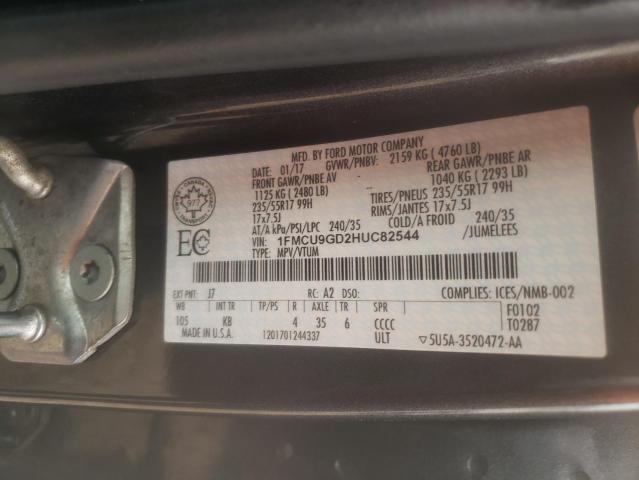 MFD. BY FORD MOTOR COMPANY
DATE: 01/17 GVWR/PNBV: 2159 KG ( 4760 LB)
FRONT GAWR/PNBE AV REAR GAWR/PNBE AR
1125 KG ( 2480 LB) 1040 KG ( 2293 LB)
235/55R17 99H TIRES/PNEUS 235/55R17 99H
17x7.5J RIMS/JANTES 17x7.5J
AT/A kPa/PSI/LPC 240/35 COLD/A FROID 240/35
VIN: 1FMCU9GD2HUC82544 /JUMELEES
TYPE: MPV/VTUM
CANADA
977
EC
EXT PNT: J7 RC: A2 DSO: COMPLIES: ICES/NMB-002
WB INT TR TP/PS R AXLE TR SPR F0102
105 KB 4 35 6 CCCC T0287
MADE IN U.S.A. 1201701244337 ULT ▽5U5A-3520472-AA